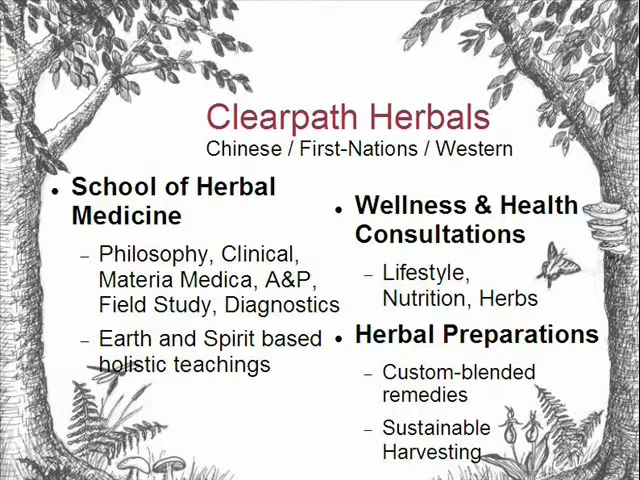 Clearpath Herbals
Chinese / First-Nations / Western
• School of Herbal
Medicine
– Philosophy, Clinical,
Materia Medica, A&P,
Field Study, Diagnostics
– Earth and Spirit based
holistic teachings
• Wellness & Health
Consultations
– Lifestyle,
Nutrition, Herbs
• Herbal Preparations
– Custom-blended
remedies
– Sustainable
Harvesting